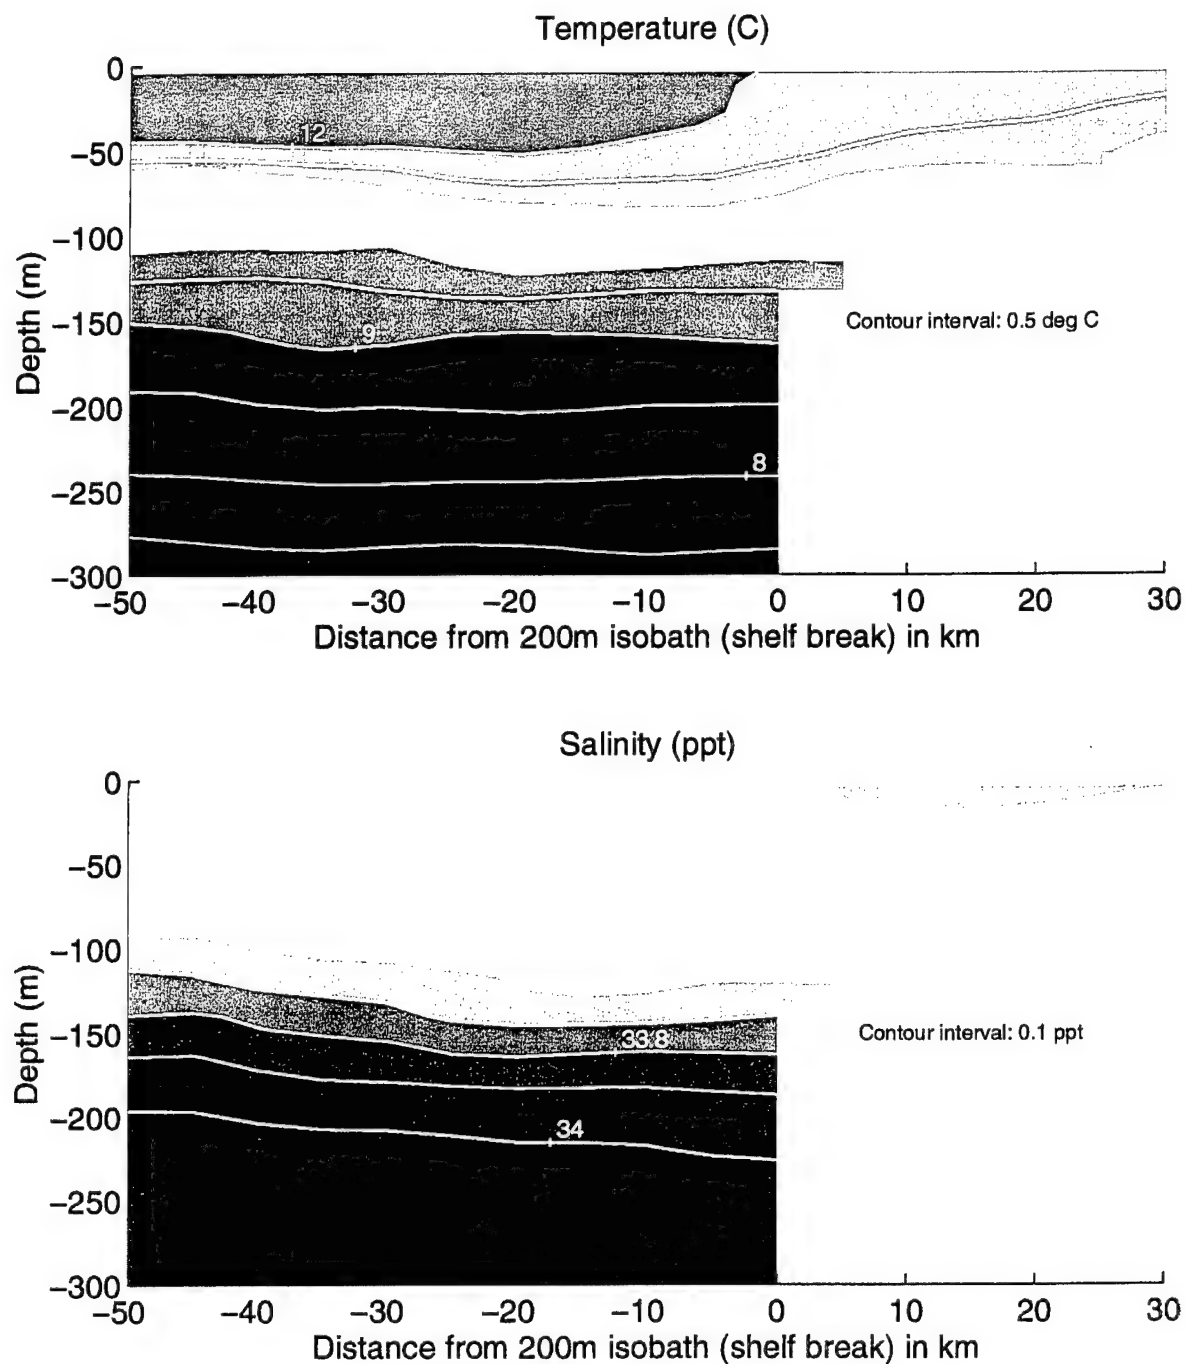 Temperature (C)
0
−50
−100
−150
−200
−250
−300
Depth (m)
12
9
8
Contour interval: 0.5 deg C
−50 −40 −30 −20 −10 0 10 20 30
Distance from 200m isobath (shelf break) in km
Salinity (ppt)
0
−50
−100
−150
−200
−250
−300
Depth (m)
33.8
34
Contour interval: 0.1 ppt
−50 −40 −30 −20 −10 0 10 20 30
Distance from 200m isobath (shelf break) in km